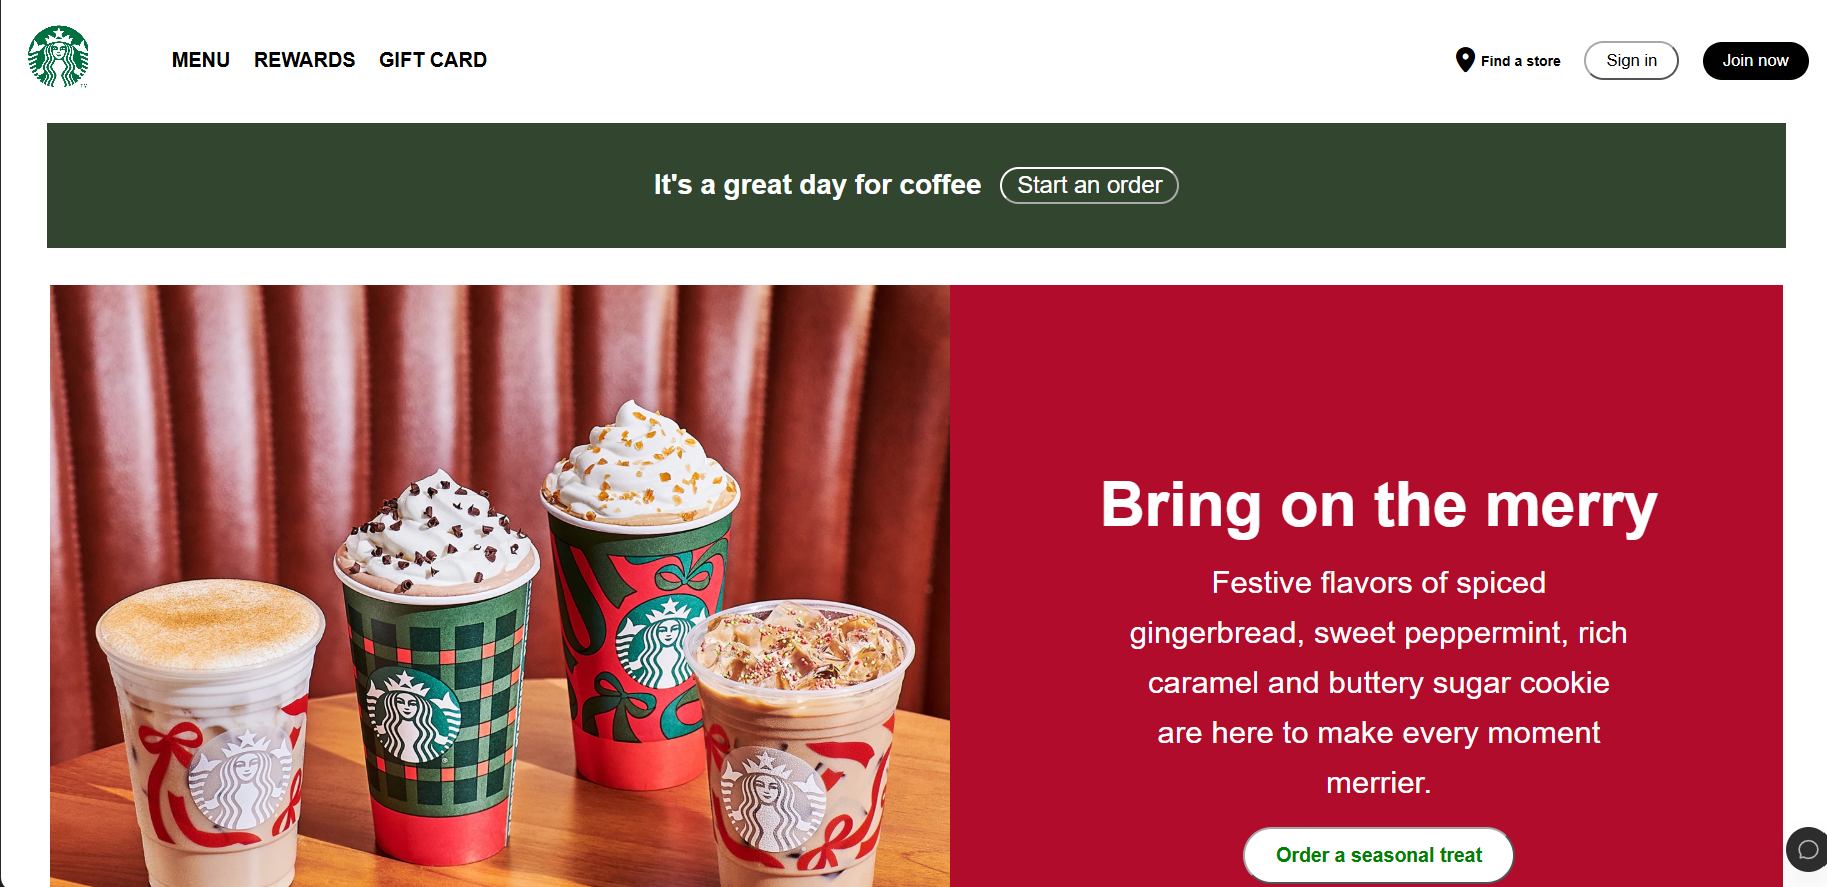 MENU REWARDS GIFT CARD Find a store Sign in Join now
It's a great day for coffee Start an order
Bring on the merry
Festive flavors of spiced
gingerbread, sweet peppermint, rich
caramel and buttery sugar cookie
are here to make every moment
merrier.
Order a seasonal treat